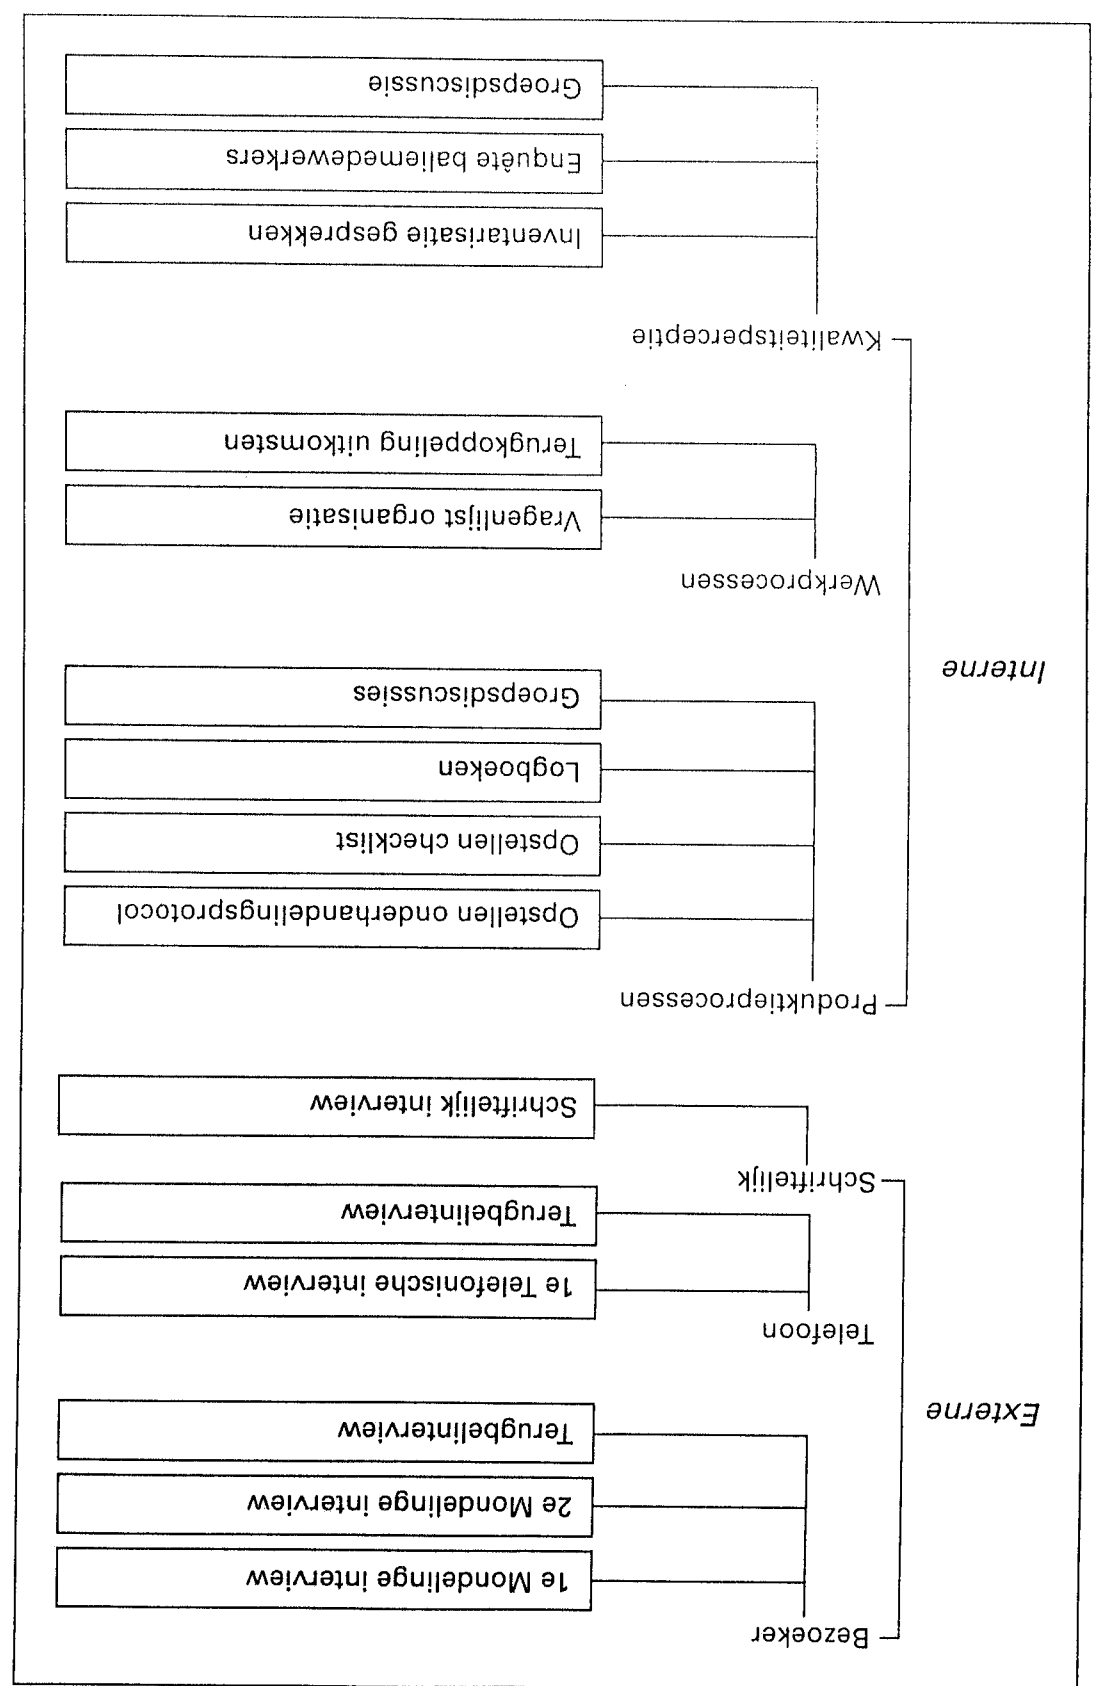 Externe
Bezoeker
1e Mondelinge interview
2e Mondelinge interview
Terugbelinterview
Telefoon
1e Telefonische interview
Terugbelinterview
Schriftelijk
Schriftelijk interview
Interne
Produktieprocessen
Opstellen onderhandelingsprotocol
Opstellen checklist
Logboeken
Groepsdiscussies
Werkprocessen
Vragenlijst organisatie
Terugkoppeling uitkomsten
Kwaliteitsperceptie
Inventarisatie gesprekken
Enquête baliemedewerkers
Groepsdiscussie